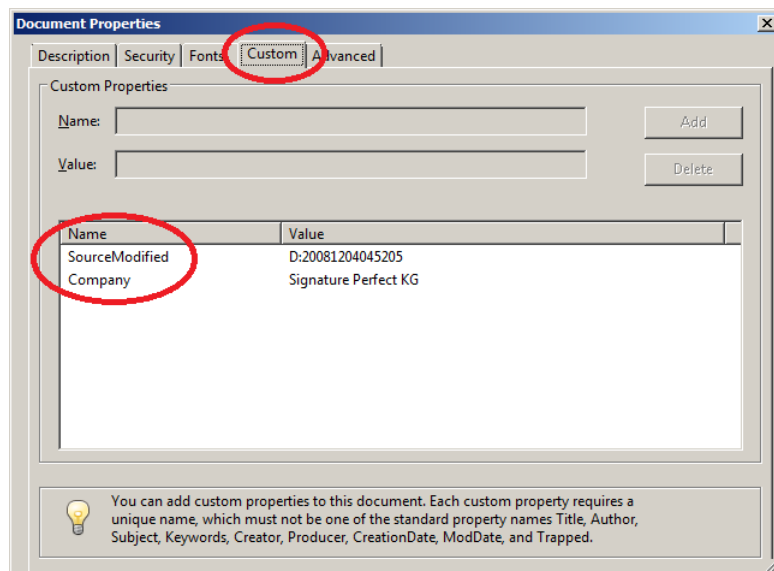 Document Properties
Description Security Fonts Custom Advanced
Custom Properties
Name:
Add
Value:
Delete
Name Value
SourceModified D:20081204045205
Company Signature Perfect KG
You can add custom properties to this document. Each custom property requires a
unique name, which must not be one of the standard property names Title, Author,
Subject, Keywords, Creator, Producer, CreationDate, ModDate, and Trapped.